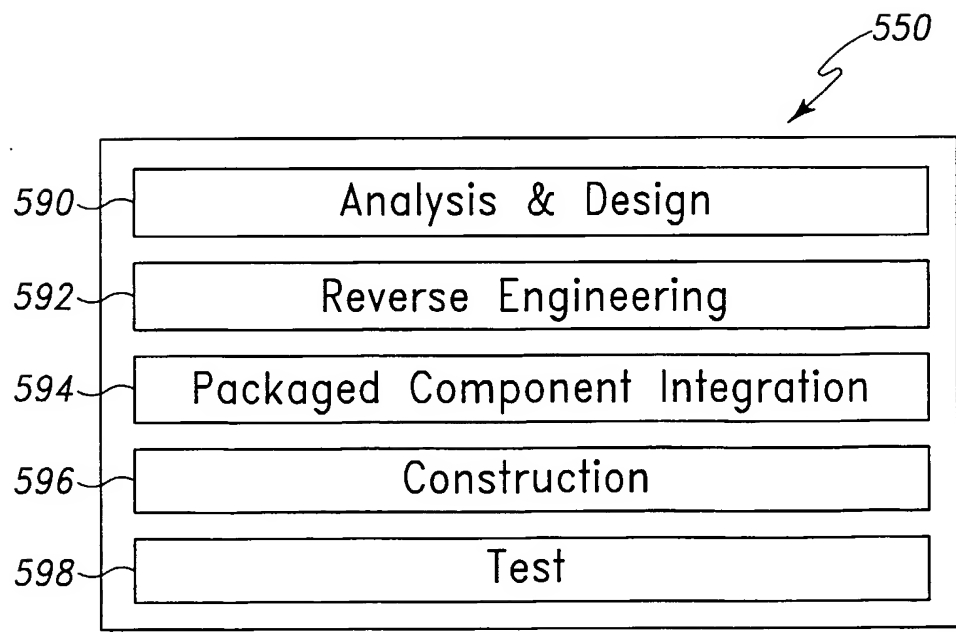 550
590 Analysis & Design
592 Reverse Engineering
594 Packaged Component Integration
596 Construction
598 Test